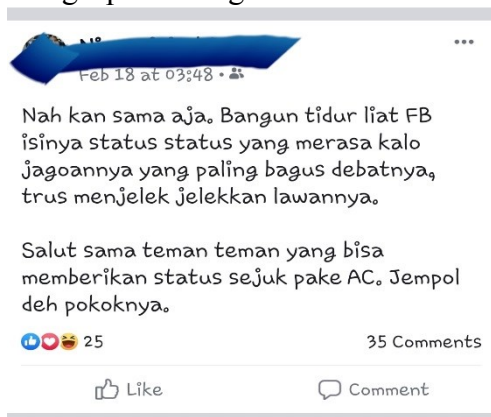 Feb 18 at 03:48
Nah kan sama aja. Bangun tidur liat FB
isinya status status yang merasa kalo
jagoannya yang paling bagus debatnya,
trus menjelek jelekkan lawannya.
Salut sama teman teman yang bisa
memberikan status sejuk pake AC. Jempol
deh pokoknya.
25 35 Comments
Like Comment